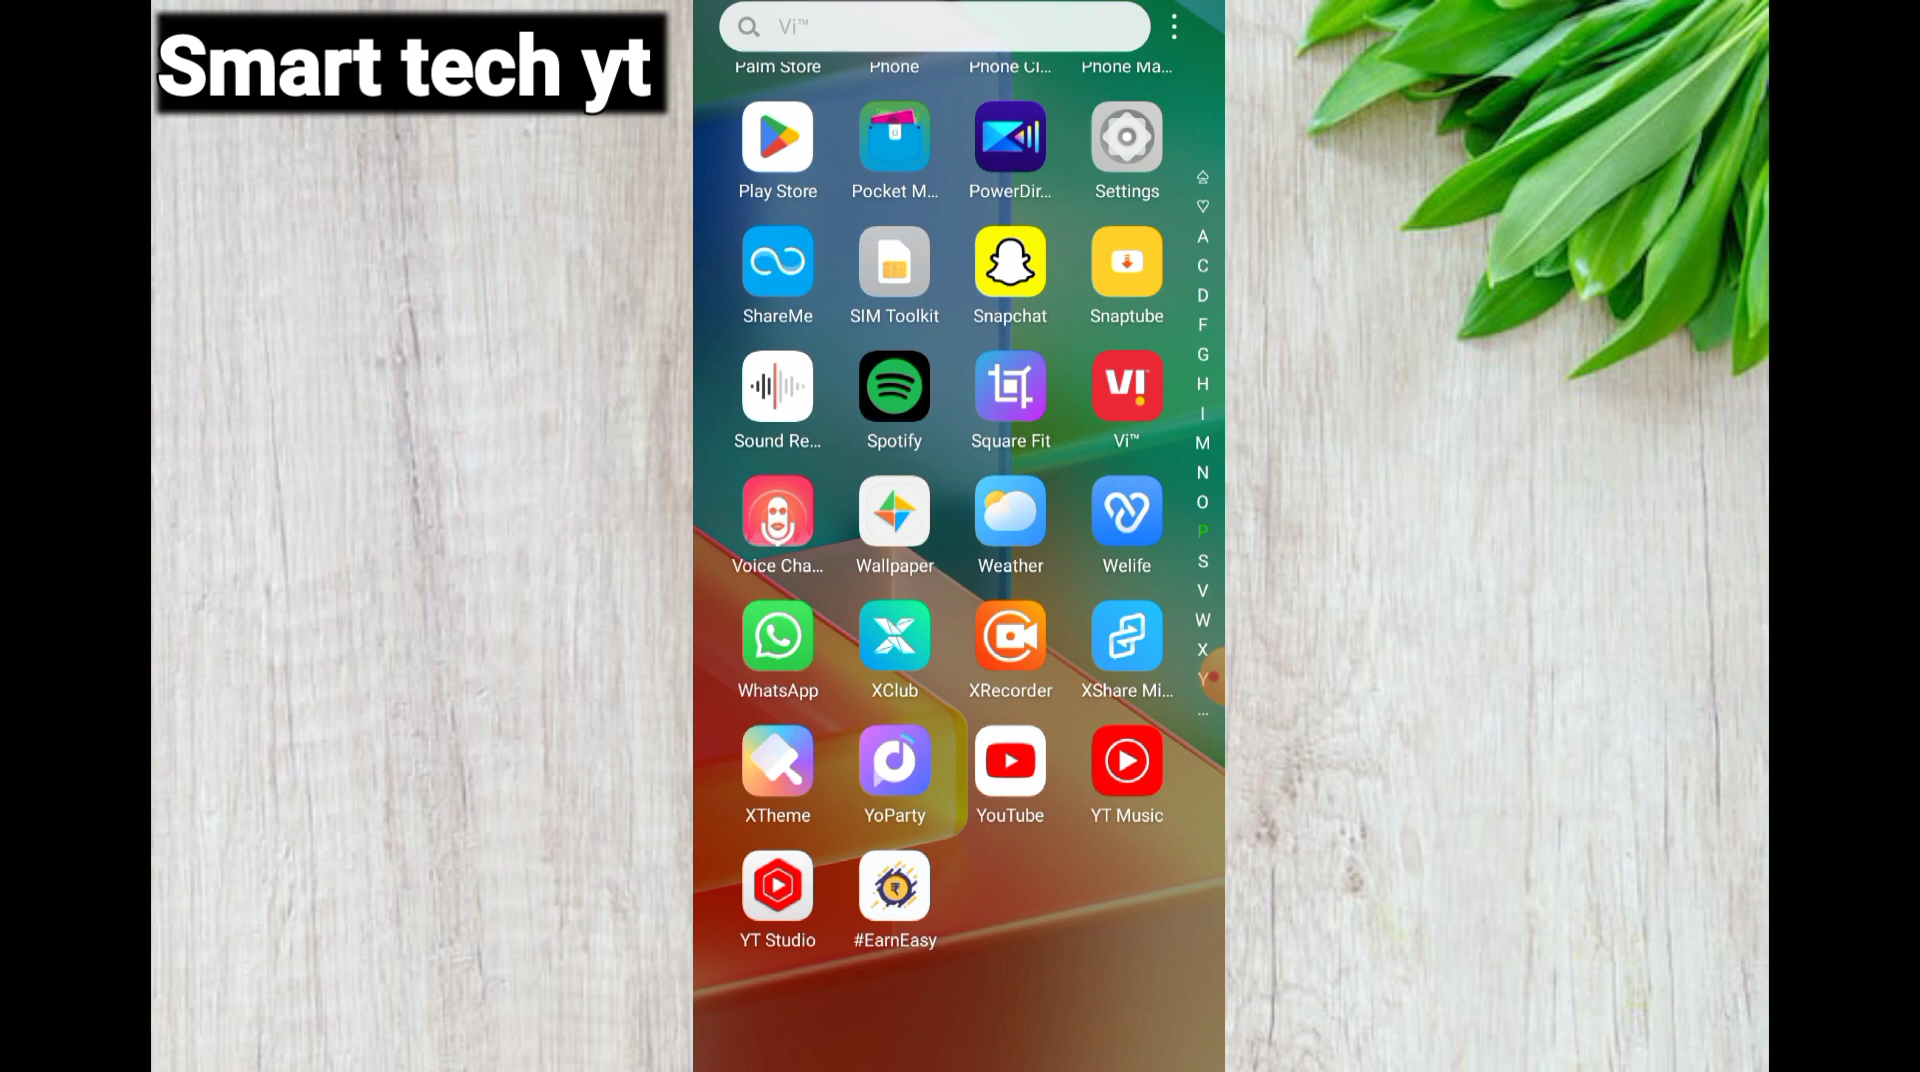 Smart tech yt
Vi™
Palm Store Phone Phone Cl... Phone Ma...
Play Store Pocket M... PowerDir... Settings
ShareMe SIM Toolkit Snapchat Snaptube
VI™
Sound Re... Spotify Square Fit Vi™
Voice Cha... Wallpaper Weather Welife
WhatsApp XClub XRecorder XShare Mi...
XTheme YoParty YouTube YT Music
₹
YT Studio #EarnEasy
A
C
D
F
G
H
I
M
N
O
P
S
V
W
X
Y
...